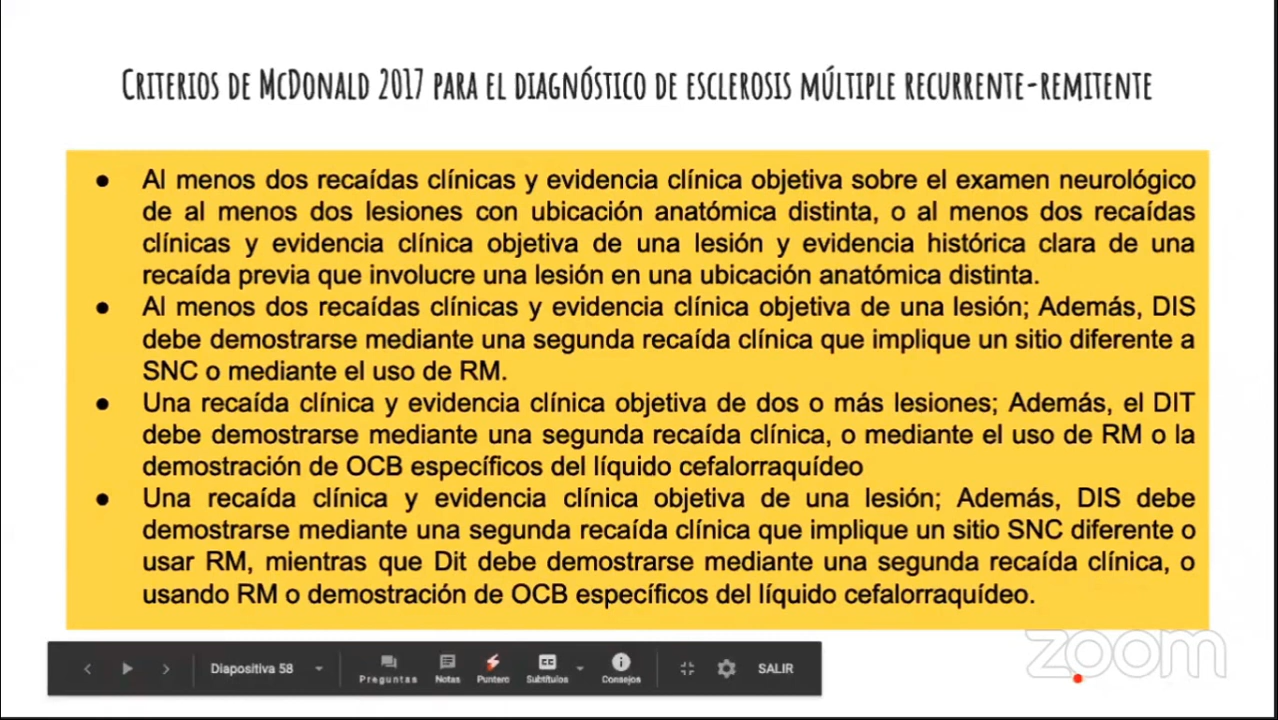 Criterios de McDonald 2017 para el diagnóstico de esclerosis múltiple recurrente-remitente
● Al menos dos recaídas clínicas y evidencia clínica objetiva sobre el examen neurológico
de al menos dos lesiones con ubicación anatómica distinta, o al menos dos recaídas
clínicas y evidencia clínica objetiva de una lesión y evidencia histórica clara de una
recaída previa que involucre una lesión en una ubicación anatómica distinta.
● Al menos dos recaídas clínicas y evidencia clínica objetiva de una lesión; Además, DIS
debe demostrarse mediante una segunda recaída clínica que implique un sitio diferente a
SNC o mediante el uso de RM.
● Una recaída clínica y evidencia clínica objetiva de dos o más lesiones; Además, el DIT
debe demostrarse mediante una segunda recaída clínica, o mediante el uso de RM o la
demostración de OCB específicos del líquido cefalorraquídeo
● Una recaída clínica y evidencia clínica objetiva de una lesión; Además, DIS debe
demostrarse mediante una segunda recaída clínica que implique un sitio SNC diferente o
usar RM, mientras que Dit debe demostrarse mediante una segunda recaída clínica, o
usando RM o demostración de OCB específicos del líquido cefalorraquídeo.
Diapositiva 58
Preguntas
Notas
Puntero
CC
Subtítulos
Consejos
SALIR
zoom